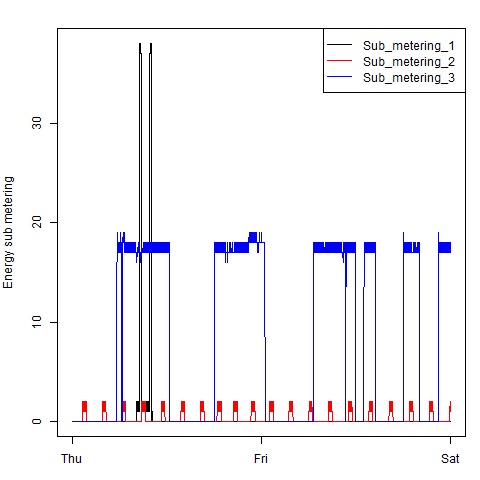 Sub_metering_1
Sub_metering_2
Sub_metering_3
Energy sub metering
30
20
10
0
Thu Fri Sat